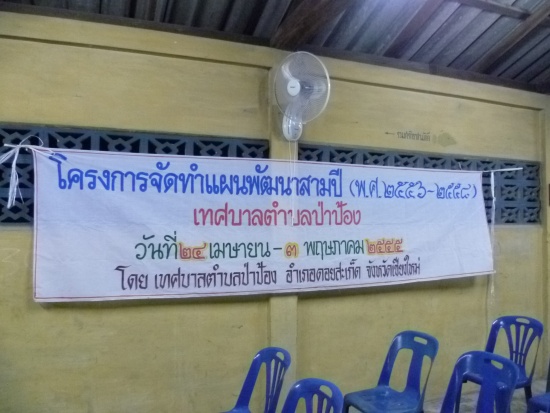 โครงการจัดทำแผนพัฒนาสามปี (พ.ศ.๒๕๕๖-๒๕๕๘)
เทศบาลตำบลป่าป้อง
วันที่ ๒๔ เมษายน - ๓ พฤษภาคม ๒๕๕๕
โดย เทศบาลตำบลป่าป้อง อำเภอดอยสะเก็ด จังหวัดเชียงใหม่